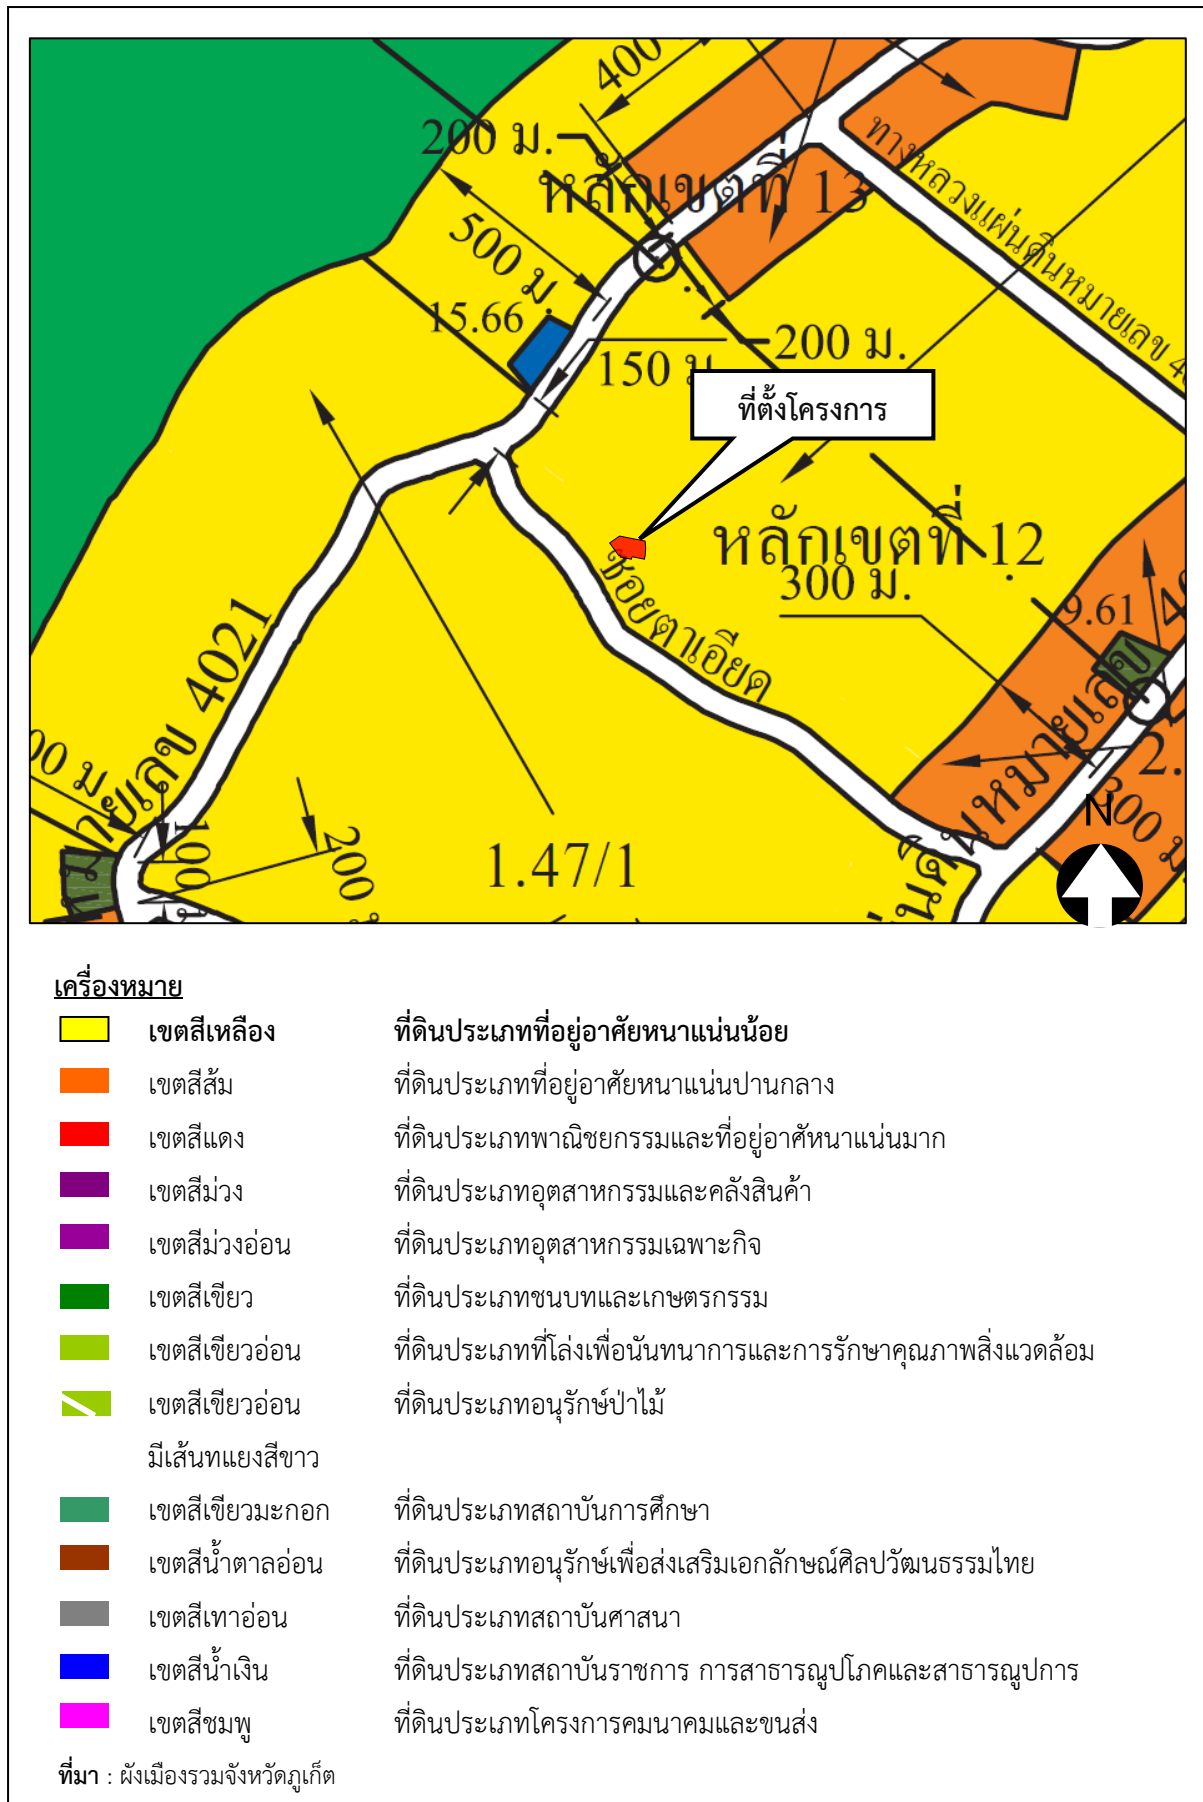 400
200 ม.
หลักเขตที่ 13
ทางหลวงแผ่นดินหมายเลข 4
500 ม.
15.66
200 ม.
150 ม
ที่ตั้งโครงการ
หลักเขตที่ 12
300 ม.
9.61
ซอยตาเอียด
ายเลข 4021
00 ม.
100
200
1.47/1
นดินหมายเลข
2.
300 ม
N
เครื่องหมาย
เขตสีเหลือง ที่ดินประเภทที่อยู่อาศัยหนาแน่นน้อย
เขตสีส้ม ที่ดินประเภทที่อยู่อาศัยหนาแน่นปานกลาง
เขตสีแดง ที่ดินประเภทพาณิชยกรรมและที่อยู่อาศัหนาแน่นมาก
เขตสีม่วง ที่ดินประเภทอุตสาหกรรมและคลังสินค้า
เขตสีม่วงอ่อน ที่ดินประเภทอุตสาหกรรมเฉพาะกิจ
เขตสีเขียว ที่ดินประเภทชนบทและเกษตรกรรม
เขตสีเขียวอ่อน ที่ดินประเภทที่โล่งเพื่อนันทนาการและการรักษาคุณภาพสิ่งแวดล้อม
เขตสีเขียวอ่อน ที่ดินประเภทอนุรักษ์ป่าไม้
มีเส้นทแยงสีขาว
เขตสีเขียวมะกอก ที่ดินประเภทสถาบันการศึกษา
เขตสีน้ำตาลอ่อน ที่ดินประเภทอนุรักษ์เพื่อส่งเสริมเอกลักษณ์ศิลปวัฒนธรรมไทย
เขตสีเทาอ่อน ที่ดินประเภทสถาบันศาสนา
เขตสีน้ำเงิน ที่ดินประเภทสถาบันราชการ การสาธารณูปโภคและสาธารณูปการ
เขตสีชมพู ที่ดินประเภทโครงการคมนาคมและขนส่ง
ที่มา : ผังเมืองรวมจังหวัดภูเก็ต